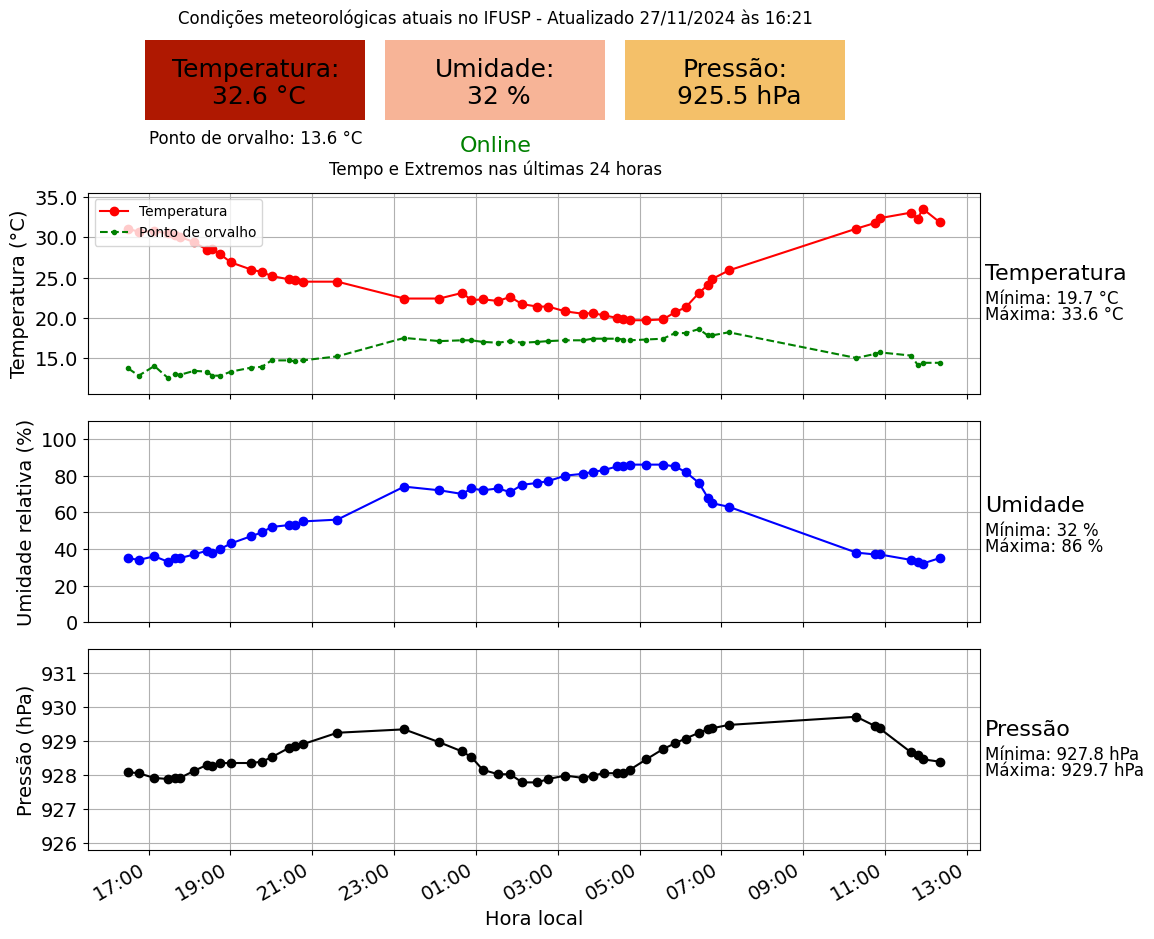 Condições meteorológicas atuais no IFUSP - Atualizado 27/11/2024 às 16:21
Temperatura:
32.6 °C
Umidade:
32 %
Pressão:
925.5 hPa
Ponto de orvalho: 13.6 °C
Online
Tempo e Extremos nas últimas 24 horas
Temperatura (°C)
35.0
30.0
25.0
20.0
15.0
Temperatura
Ponto de orvalho
Temperatura
Mínima: 19.7 °C
Máxima: 33.6 °C
Umidade relativa (%)
100
80
60
40
20
0
Umidade
Mínima: 32 %
Máxima: 86 %
Pressão (hPa)
931
930
929
928
927
926
Pressão
Mínima: 927.8 hPa
Máxima: 929.7 hPa
17:00
19:00
21:00
23:00
01:00
03:00
05:00
07:00
09:00
11:00
13:00
Hora local